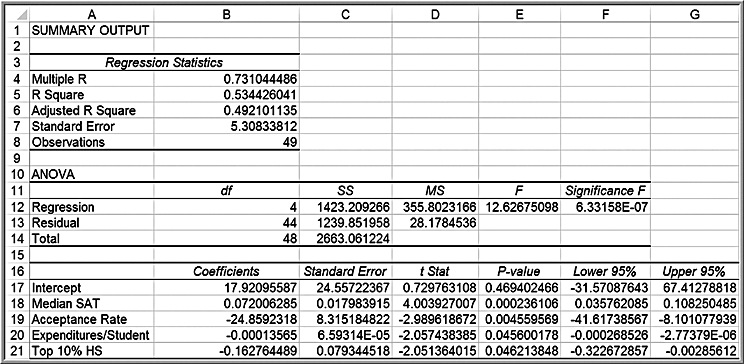 A B C D E F G
1 SUMMARY OUTPUT
2
3 Regression Statistics
4 Multiple R 0.731044486
5 R Square 0.534426041
6 Adjusted R Square 0.492101135
7 Standard Error 5.30833812
8 Observations 49
9
10 ANOVA
11 df SS MS F Significance F
12 Regression 4 1423.209266 355.8023166 12.62675098 6.33158E-07
13 Residual 44 1239.851958 28.1784536
14 Total 48 2663.061224
15
16 Coefficients Standard Error t Stat P-value Lower 95% Upper 95%
17 Intercept 17.92095587 24.55722367 0.729763108 0.469402466 -31.57087643 67.41278818
18 Median SAT 0.072006285 0.017983915 4.003927007 0.000236106 0.035762085 0.108250485
19 Acceptance Rate -24.8592318 8.315184822 -2.989618672 0.004559569 -41.61738567 -8.101077939
20 Expenditures/Student -0.00013565 6.59314E-05 -2.057438385 0.045600178 -0.000268526 -2.77379E-06
21 Top 10% HS -0.162764489 0.079344518 -2.051364015 0.046213848 -0.322672857 -0.00285612